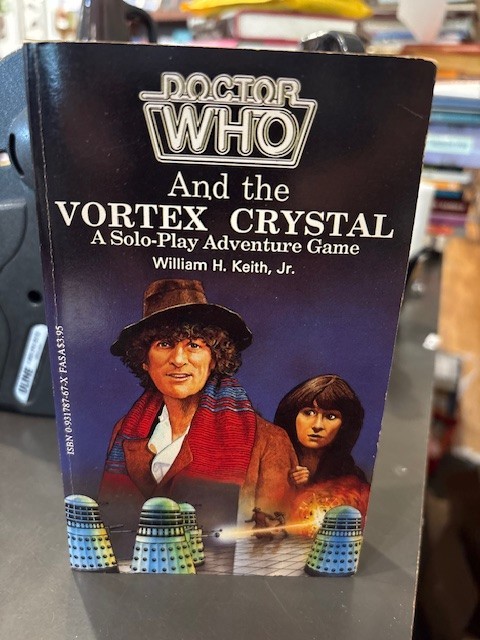 DOCTOR
WHO
And the
VORTEX CRYSTAL
A Solo-Play Adventure Game
William H. Keith, Jr.
ISBN 0-931787-67-X FASA $3.95